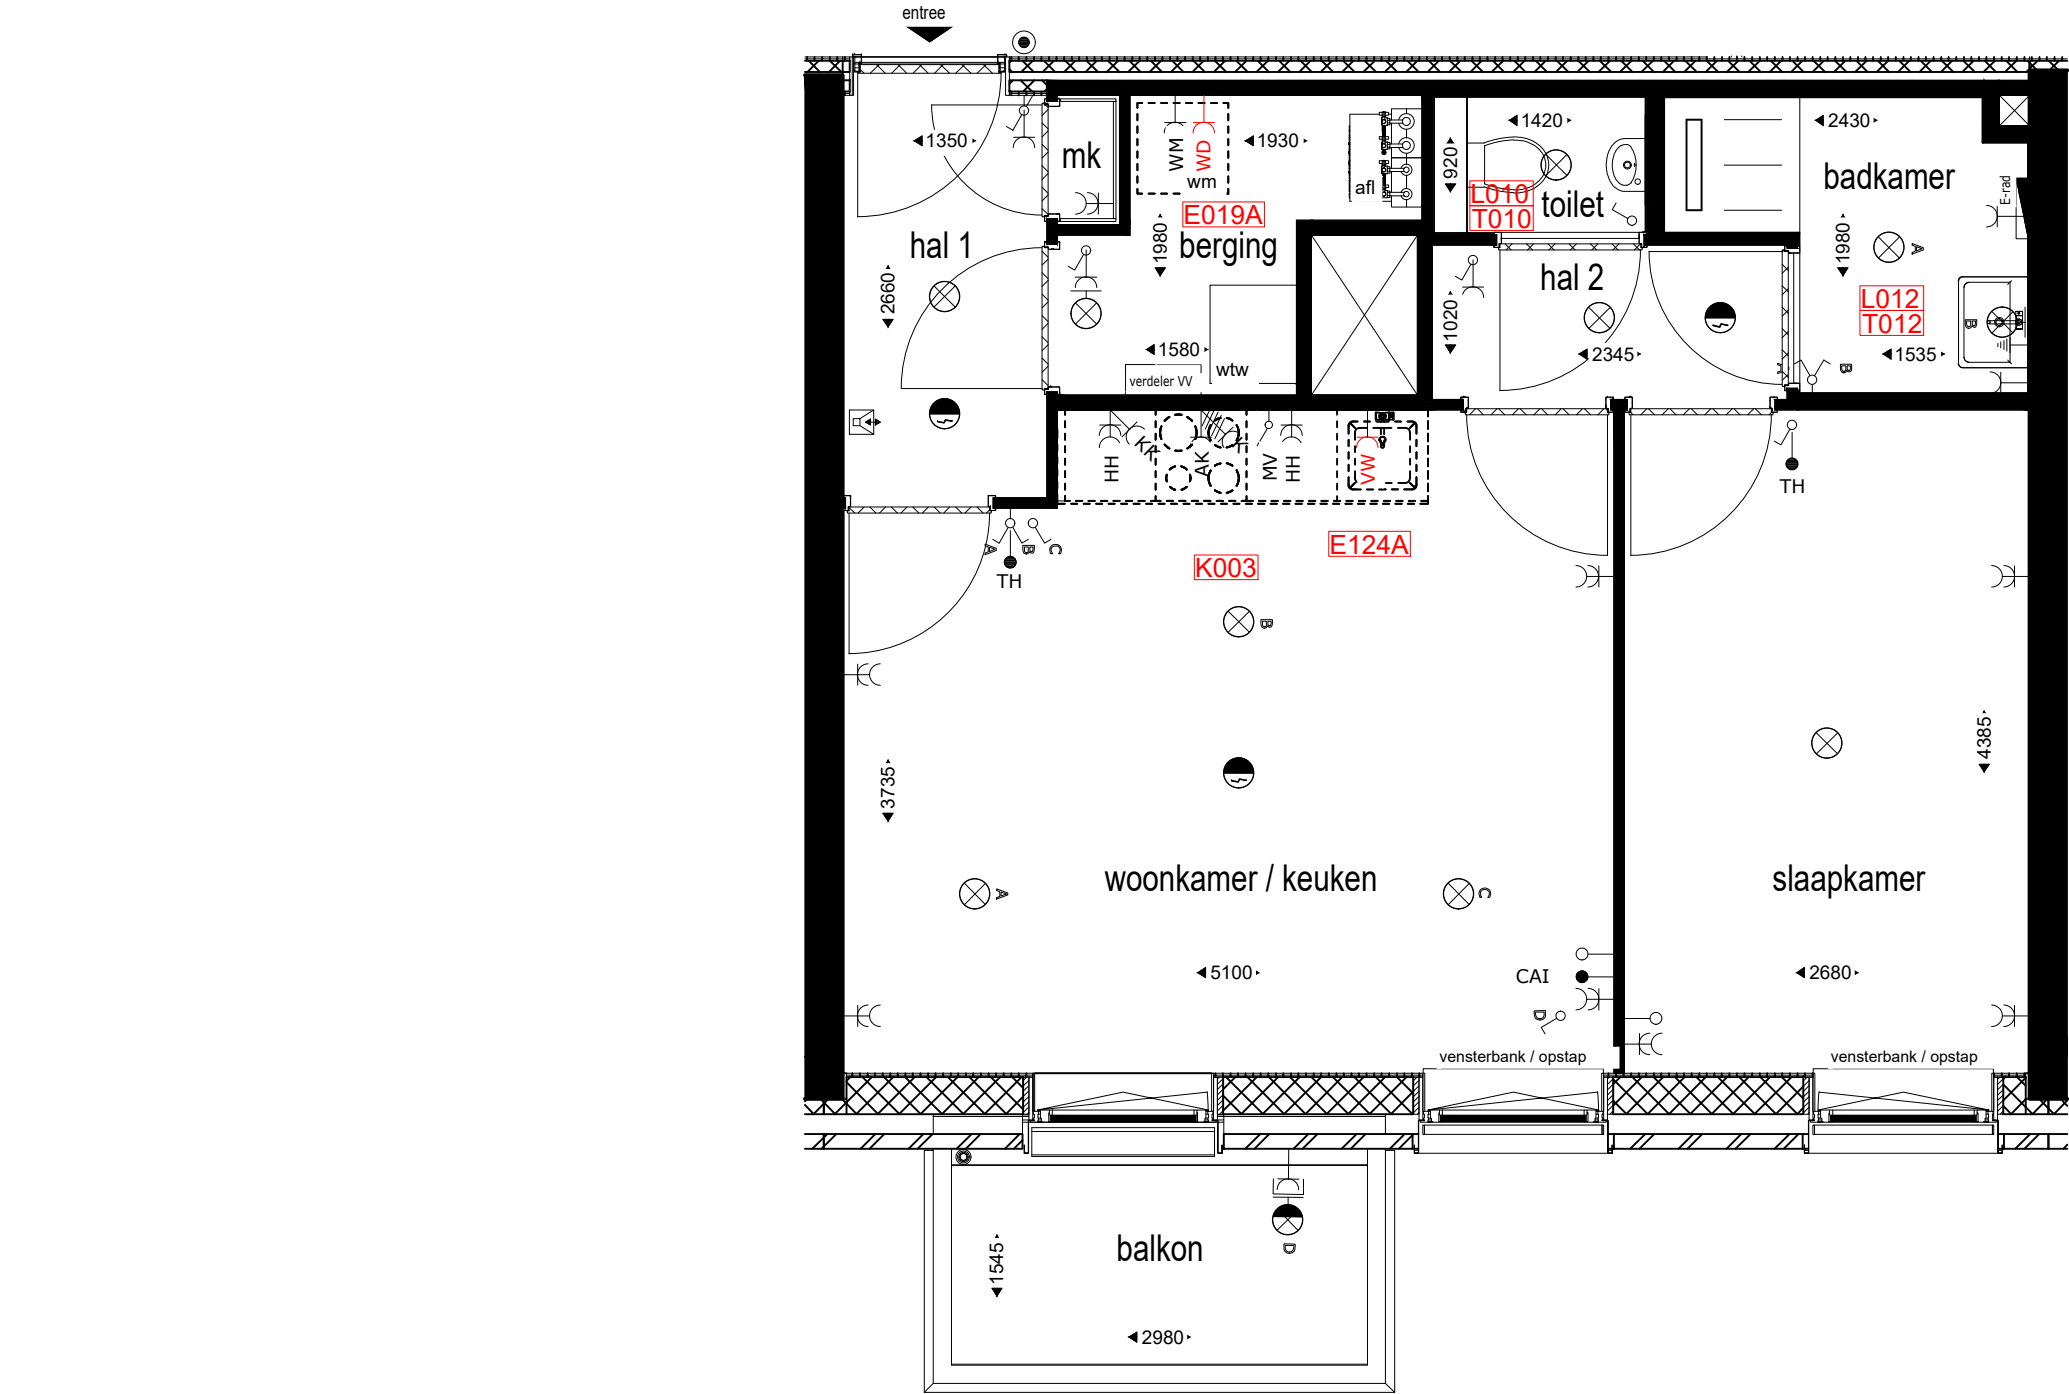 entree
1350
mk
WM
WD
wm
1930
afl
920
1420
L010
T010
toilet
2430
badkamer
E-rad
hal 1
2660
E019A
1980
berging
1020
hal 2
2345
1980
A
L012
T012
B
1535
B
1580
wtw
verdeler VV
HH
KK
AK
MV
HH
VW
TH
A
B
C
TH
E124A
K003
B
3735
4385
A
woonkamer / keuken
C
slaapkamer
5100
CAI
2680
D
vensterbank / opstap
vensterbank / opstap
balkon
D
1545
2980